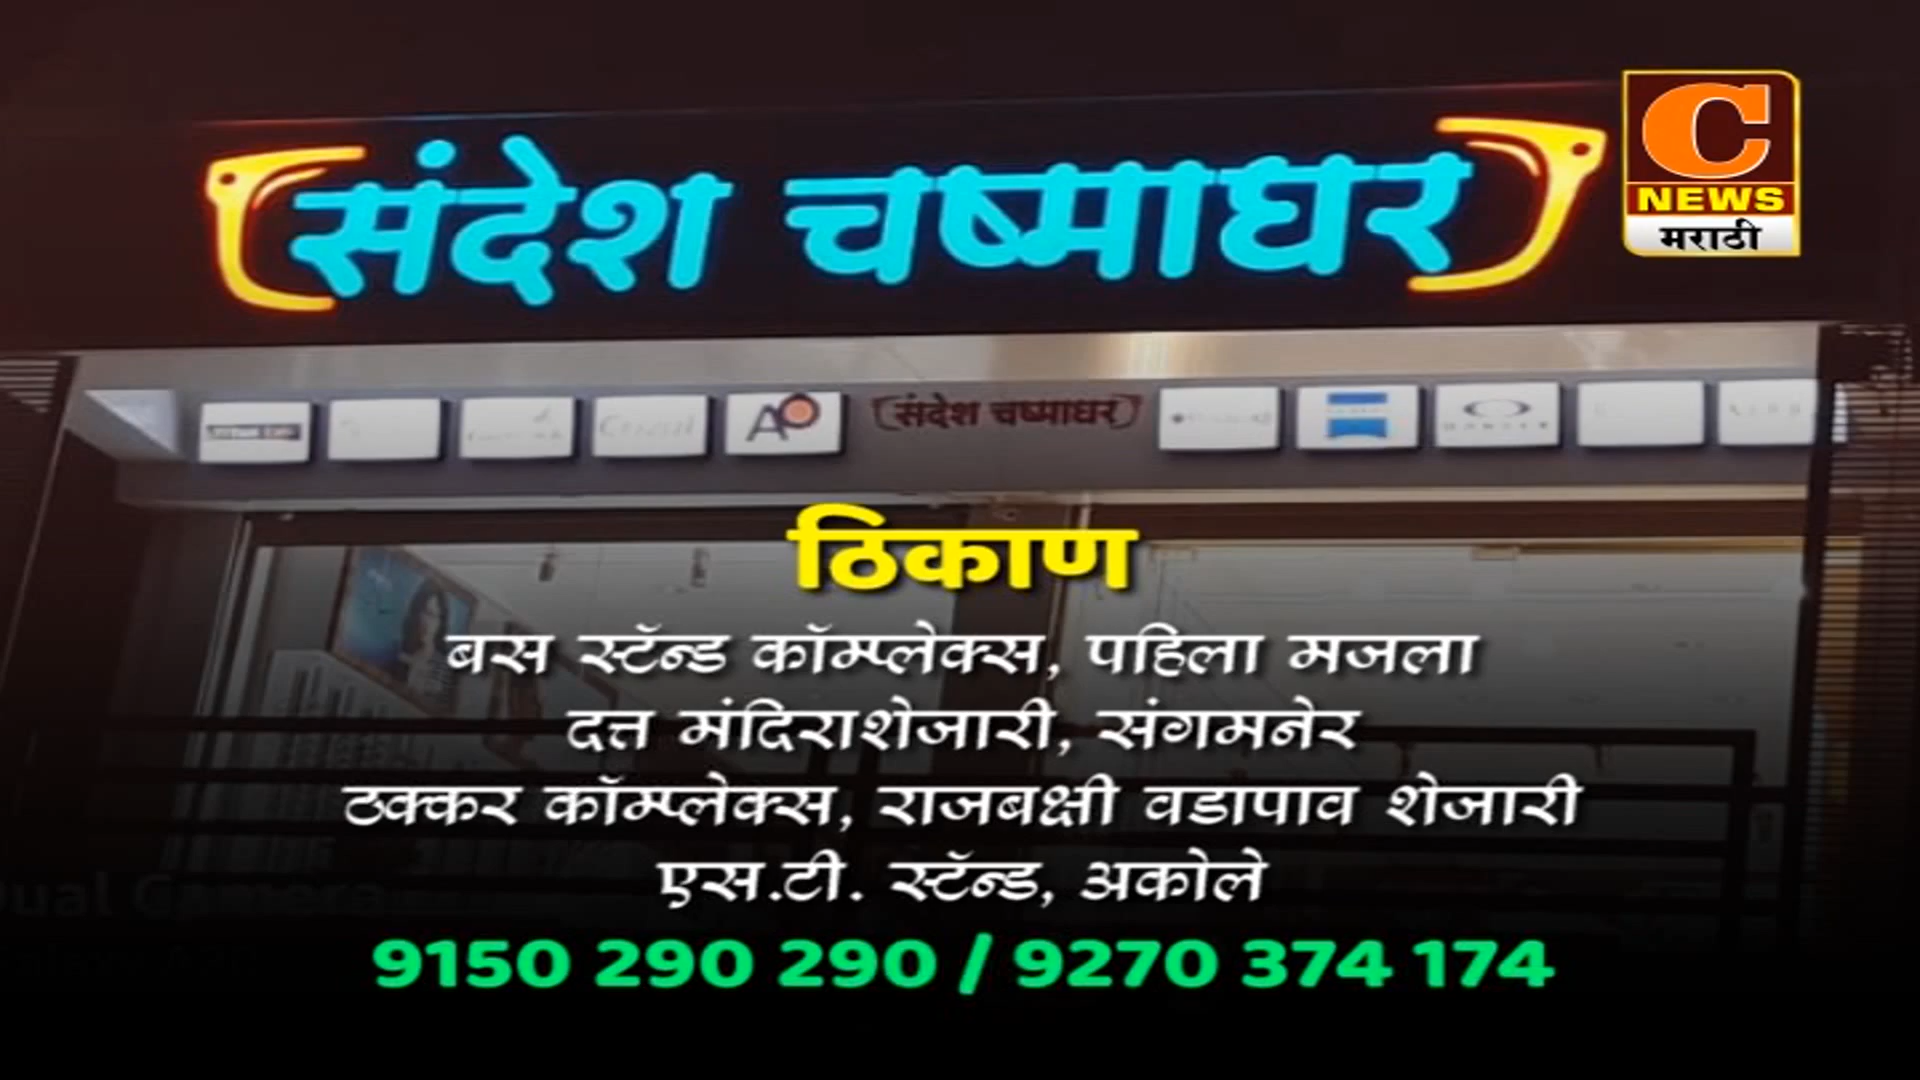 संदेश चष्माघर
C
NEWS
मराठी
AO
संदेश चष्माघर
ठिकाण
बस स्टॅन्ड कॉम्प्लेक्स, पहिला मजला
दत्त मंदिराशेजारी, संगमनेर
ठक्कर कॉम्प्लेक्स, राजबक्षी वडापाव शेजारी
एस.टी. स्टॅन्ड, अकोले
9150 290 290 / 9270 374 174